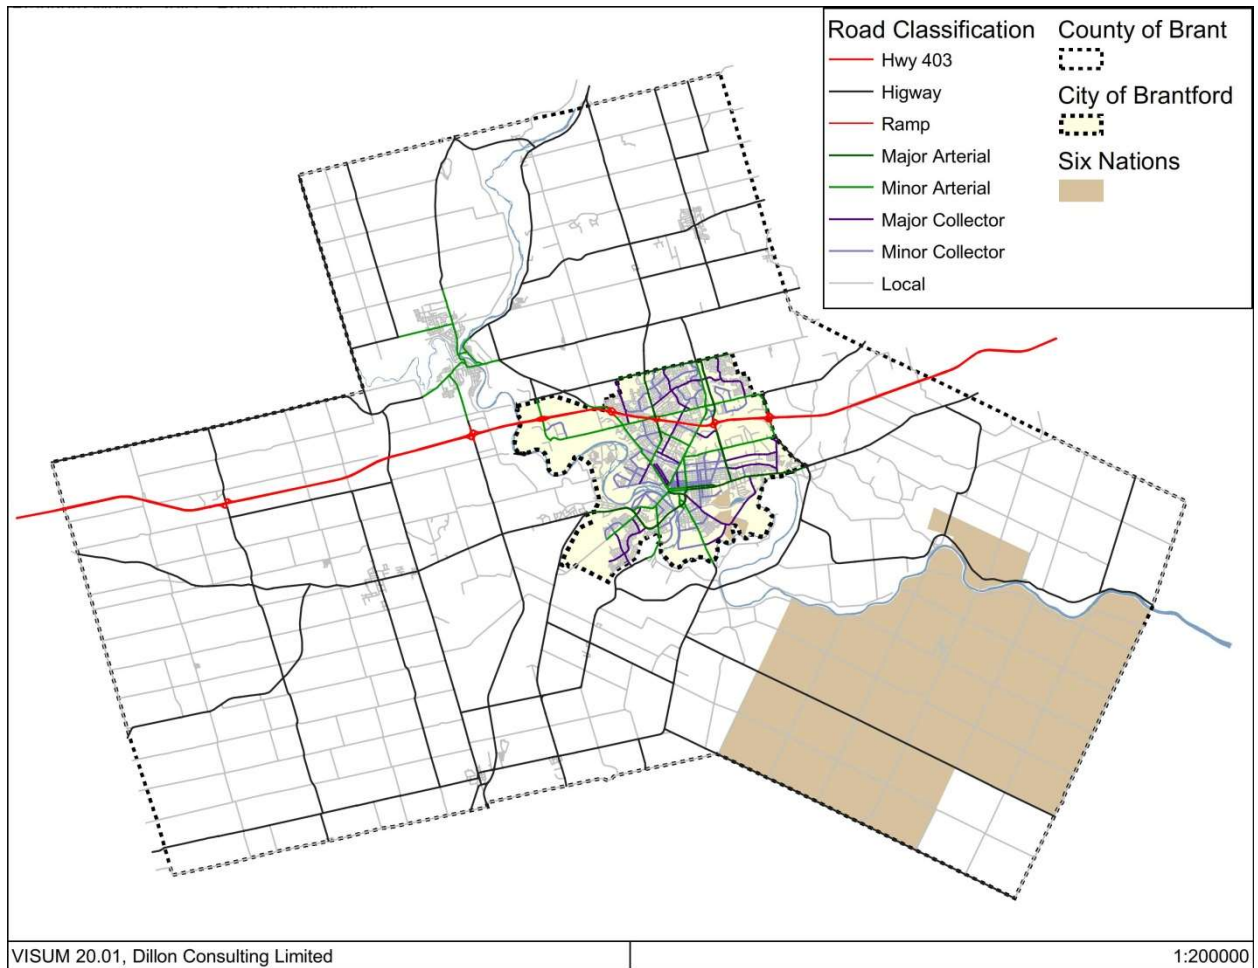 Road Classification
Hwy 403
Higway
Ramp
Major Arterial
Minor Arterial
Major Collector
Minor Collector
Local
County of Brant
City of Brantford
Six Nations
VISUM 20.01, Dillon Consulting Limited
1:200000